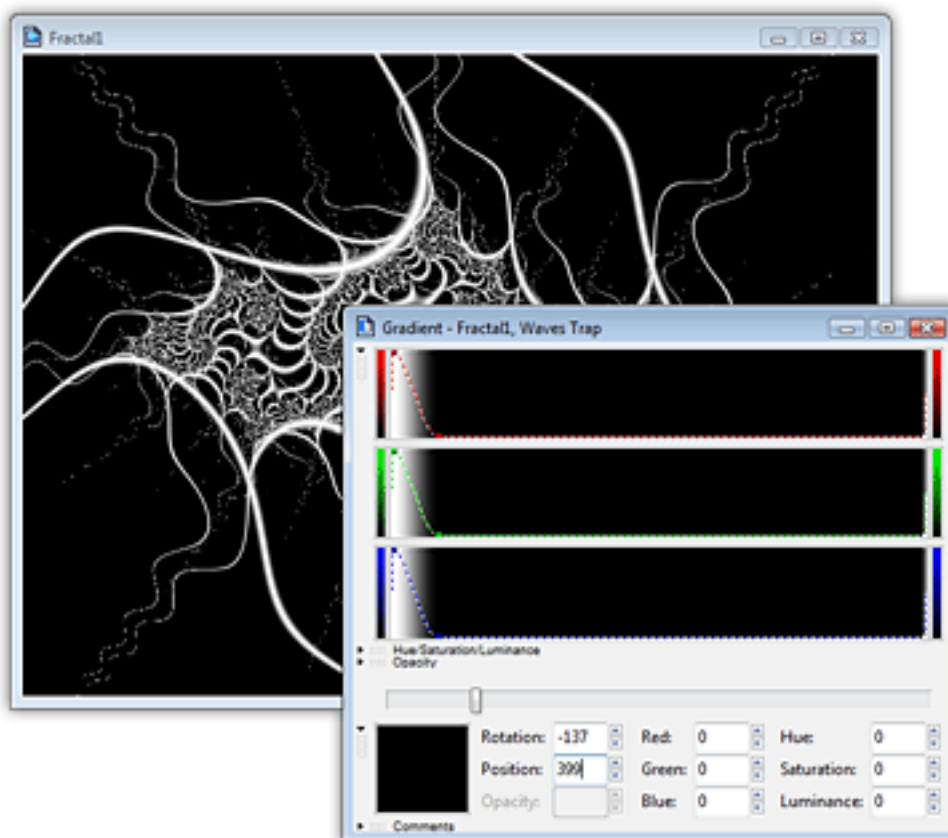 Fractal1
Gradient - Fractal1, Waves Trap
Hue/Saturation/Luminance
Opacity
Rotation: -137 Red: 0 Hue: 0
Position: 399 Green: 0 Saturation: 0
Opacity: Blue: 0 Luminance: 0
Comments